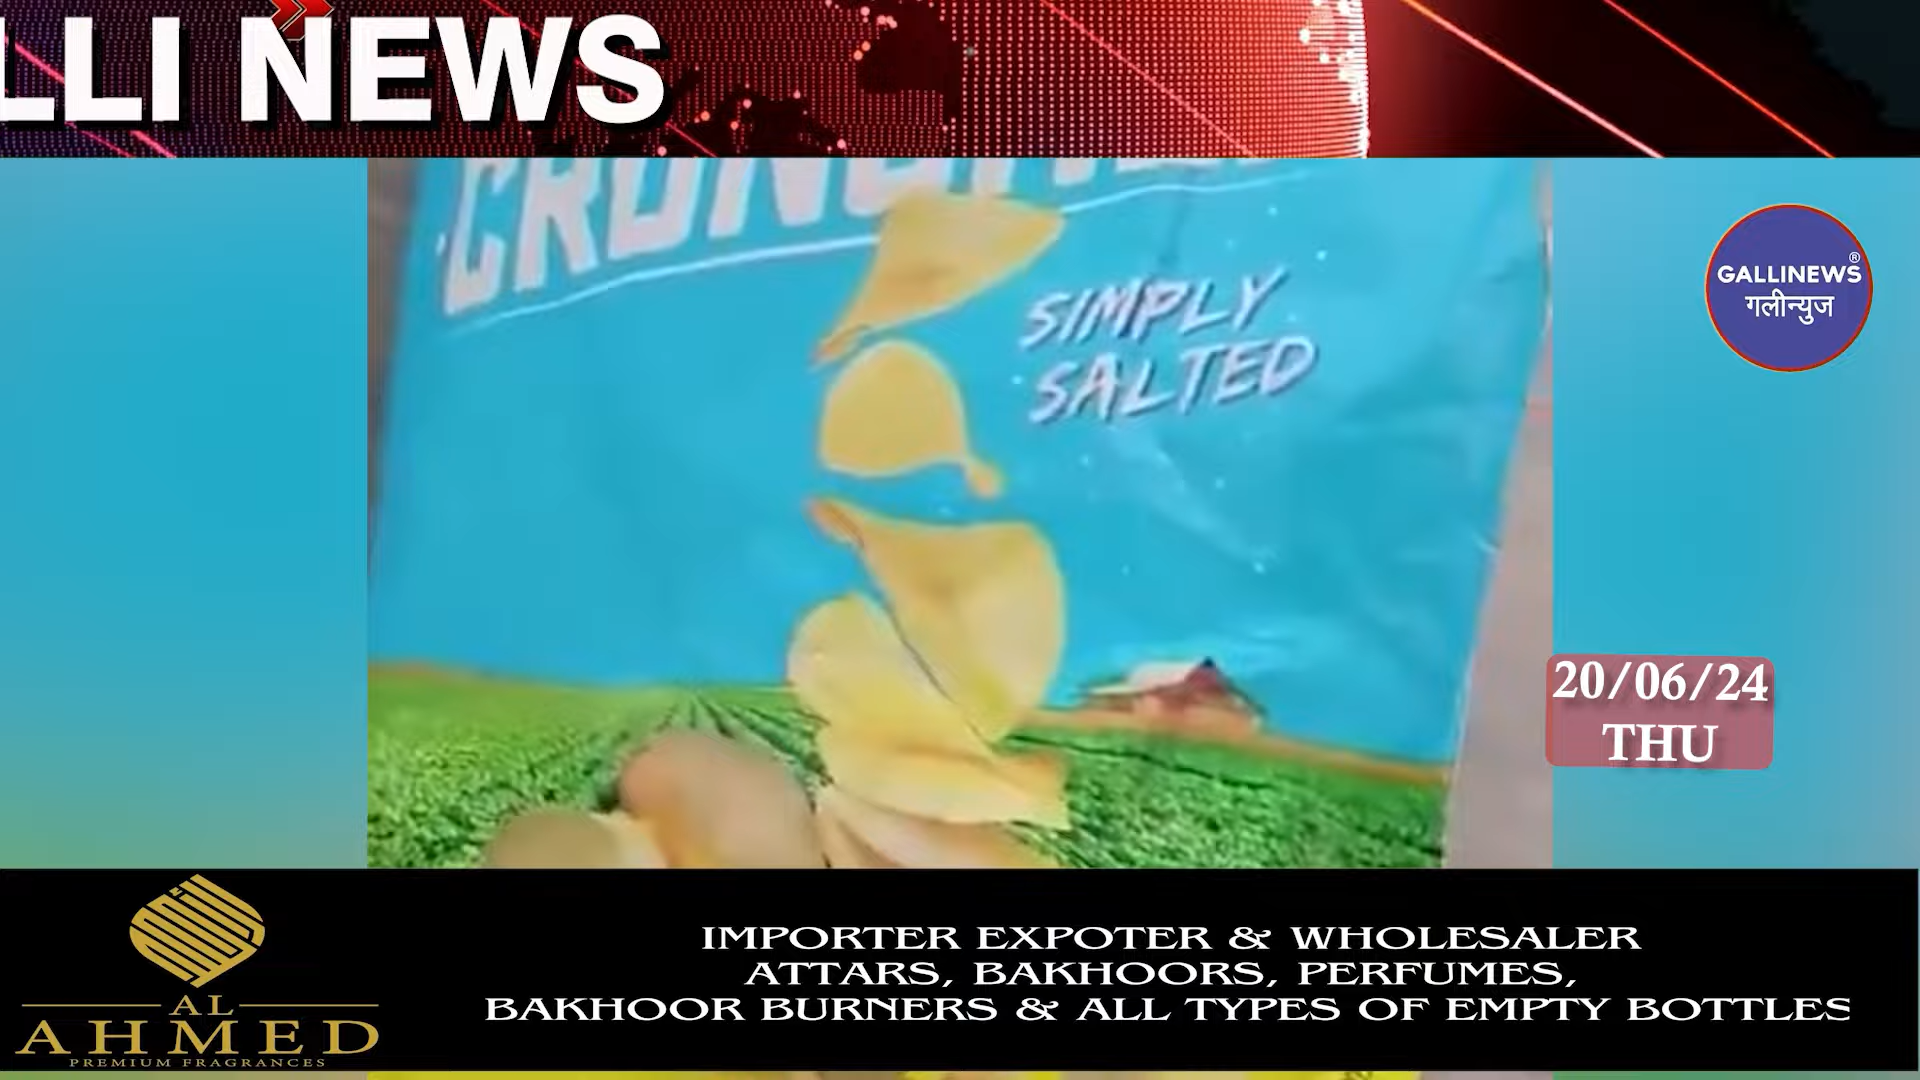 LLI NEWS
SIMPLY
SALTED
GALLINEWS®
गलीन्युज
20/06/24
THU
AL
AHMED
PREMIUM FRAGRANCES
IMPORTER EXPOTER & WHOLESALER
ATTARS, BAKHOORS, PERFUMES,
BAKHOOR BURNERS & ALL TYPES OF EMPTY BOTTLES